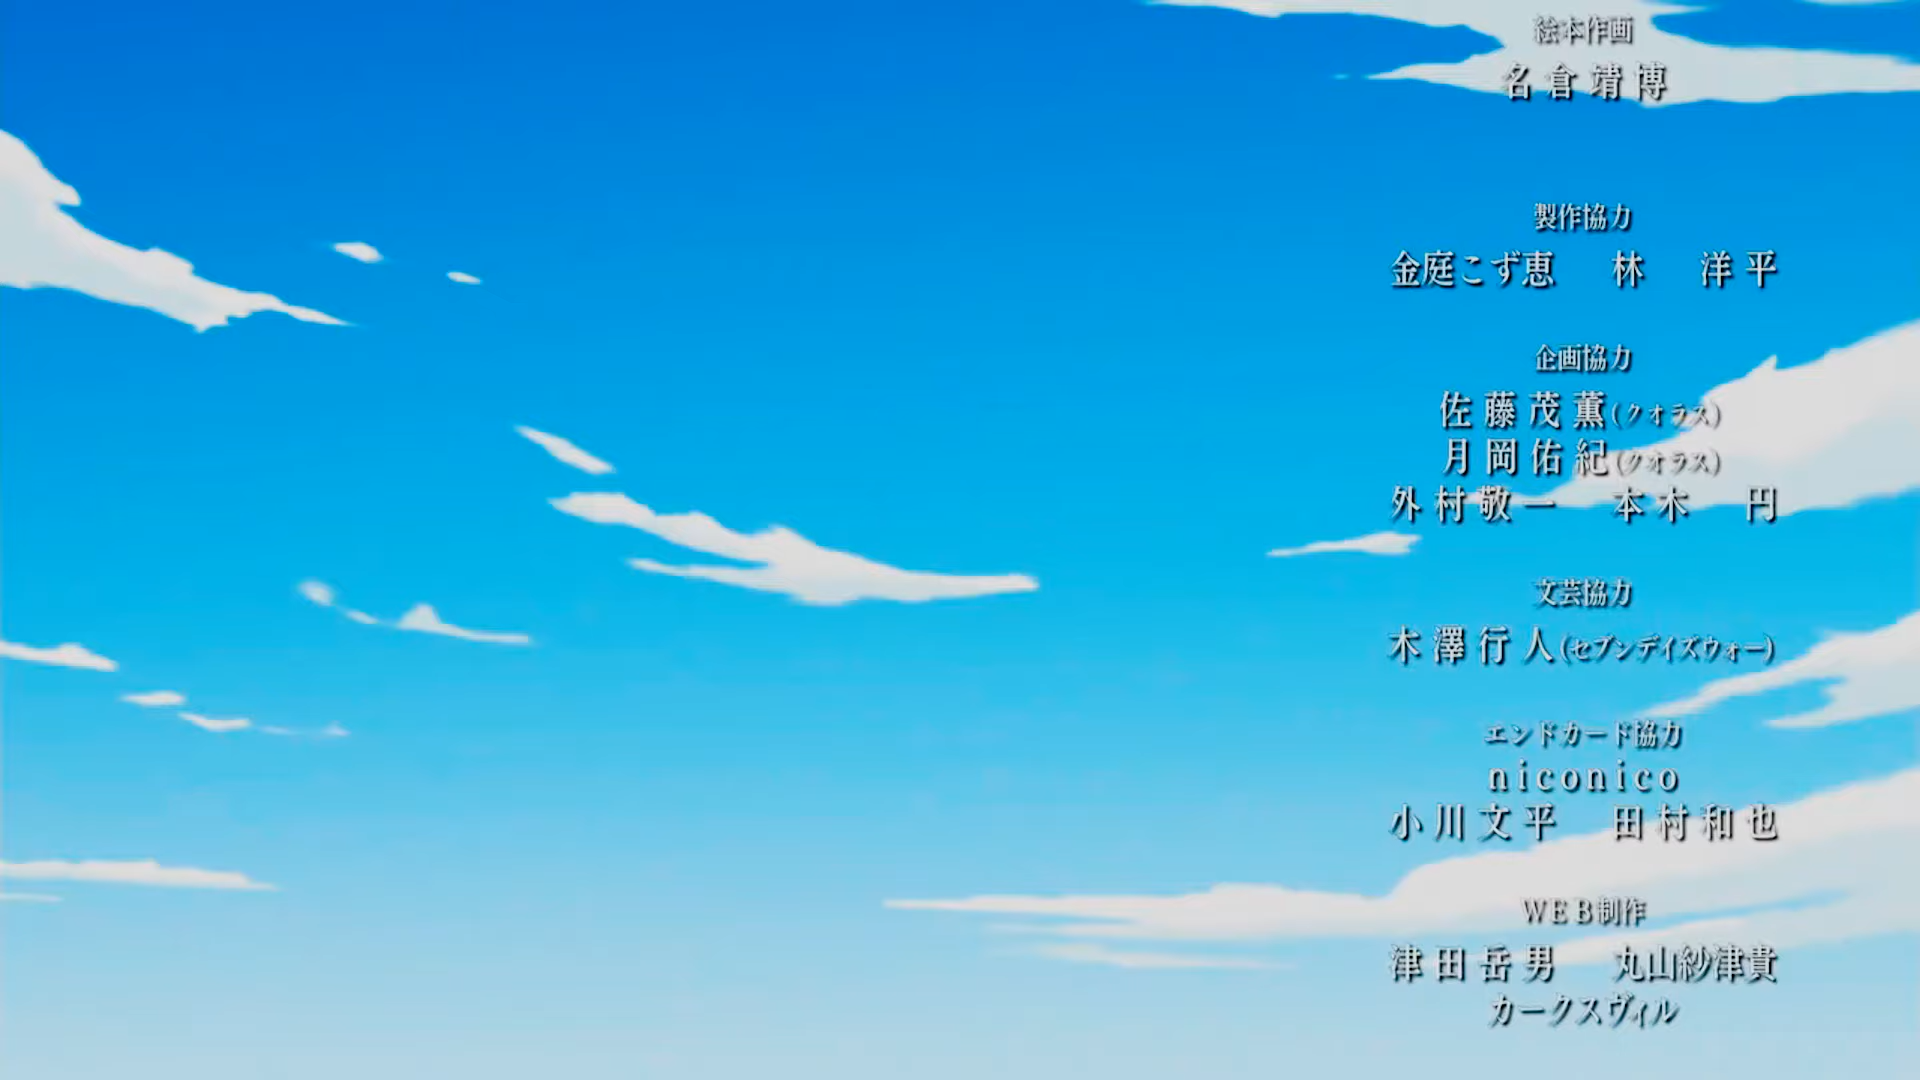 絵本作画
名倉靖博
製作協力
金庭こず恵　林　洋平
企画協力
佐藤茂薫(クオラス)
月岡佑紀(クオラス)
外村敬一　本木　円
文芸協力
木澤行人(セブンデイズウォー)
エンドカード協力
niconico
小川文平　田村和也
WEB制作
津田岳男　丸山紗津貴
カークスヴィル